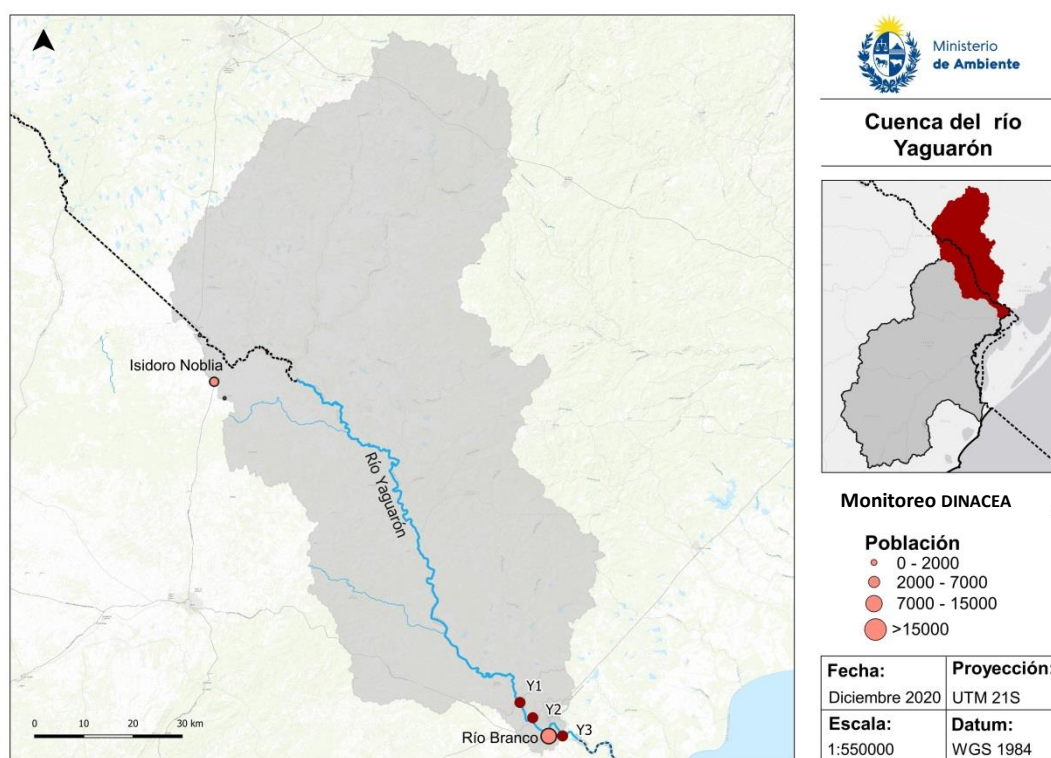 Isidoro Noblia
Río Yaguarón
Y1
Y2
Y3
Río Branco
0 10 20 30 km
Ministerio
de Ambiente
Cuenca del río
Yaguarón
Monitoreo DINACEA
Población
0 - 2000
2000 - 7000
7000 - 15000
>15000
Fecha:
Diciembre 2020
Proyección:
UTM 21S
Escala:
1:550000
Datum:
WGS 1984